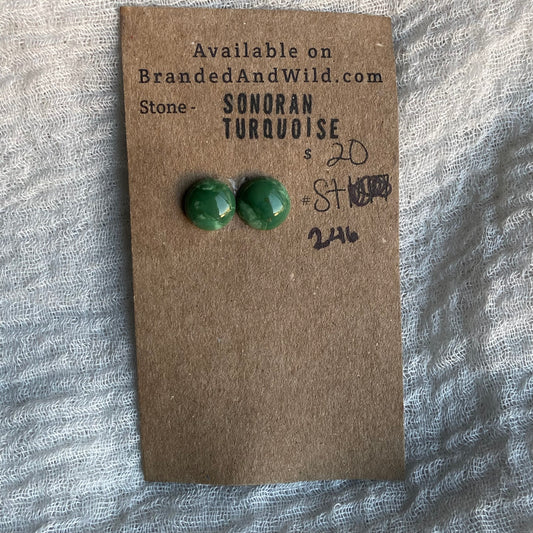 Available on
BrandedAndWild.com
Stone - SONORAN
TURQUOISE
$ 20
# St
246